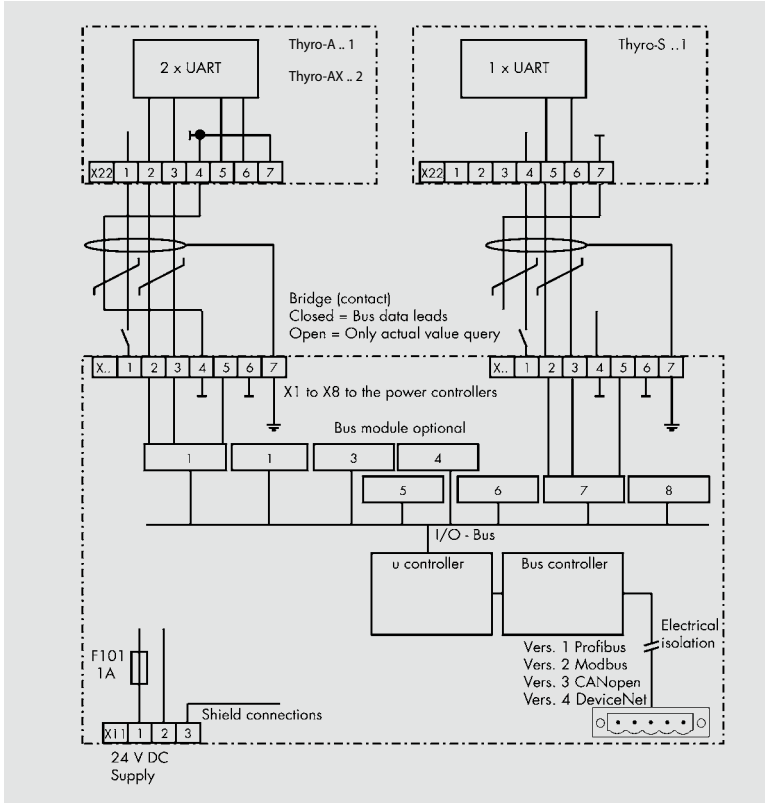 2 x UART
Thyro-A .. 1
Thyro-AX .. 2
X22 1 2 3 4 5 6 7
1 x UART
Thyro-S ..1
X22 1 2 3 4 5 6 7
Bridge (contact)
Closed = Bus data leads
Open = Only actual value query
X.. 1 2 3 4 5 6 7
X.. 1 2 3 4 5 6 7
X1 to X8 to the power controllers
Bus module optional
1 1 3 4
5 6 7 8
I/O - Bus
u controller
Bus controller
Electrical
isolation
Vers. 1 Profibus
Vers. 2 Modbus
Vers. 3 CANopen
Vers. 4 DeviceNet
F101
1A
Shield connections
X11 1 2 3
24 V DC
Supply